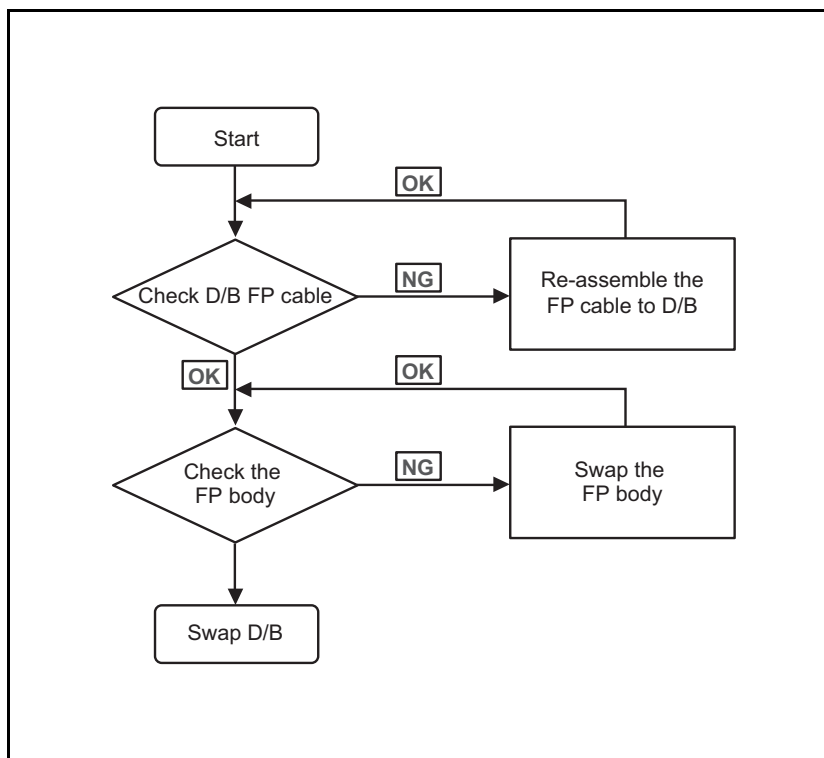 Start
OK
Check D/B FP cable
NG
Re-assemble the
FP cable to D/B
OK
OK
Check the
FP body
NG
Swap the
FP body
Swap D/B